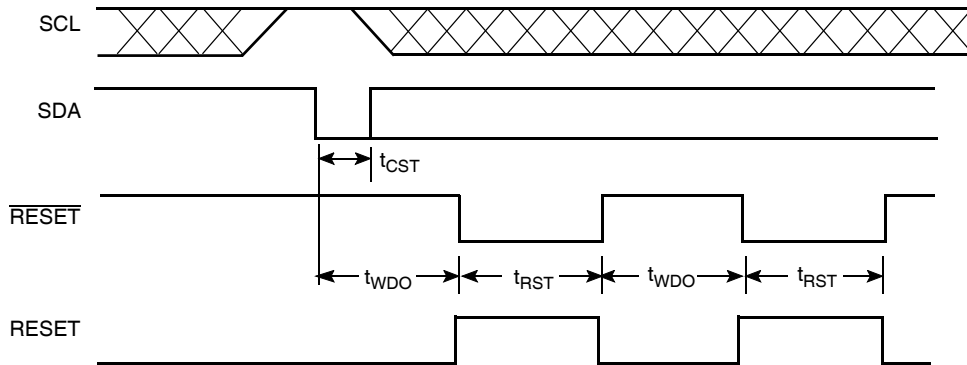 SCL
SDA
tCST
RESET
tWDO tRST tWDO tRST
RESET